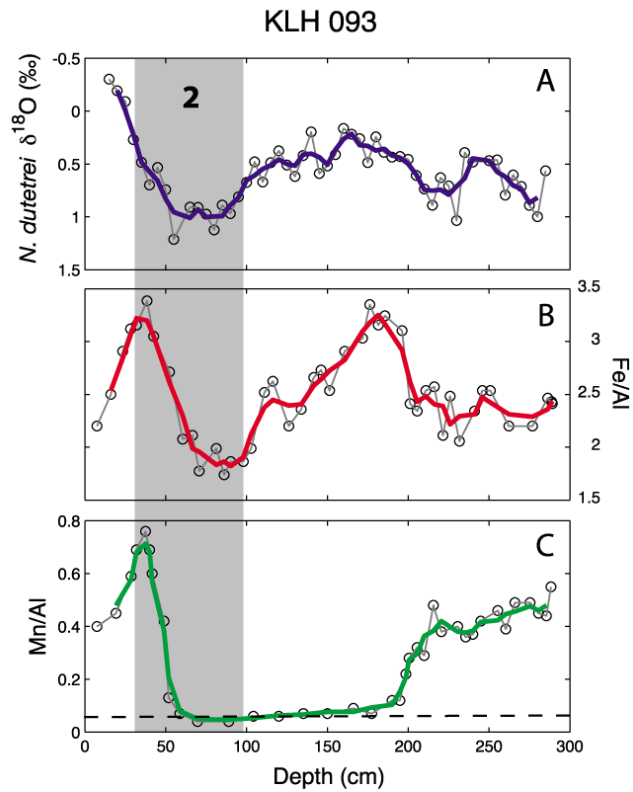 KLH 093
-0.5
0
0.5
1
1.5
N. dutetrei δ18O (‰)
2
A
3.5
3
2.5
2
1.5
Fe/Al
B
0.8
0.6
0.4
0.2
0
Mn/Al
C
0 50 100 150 200 250 300
Depth (cm)